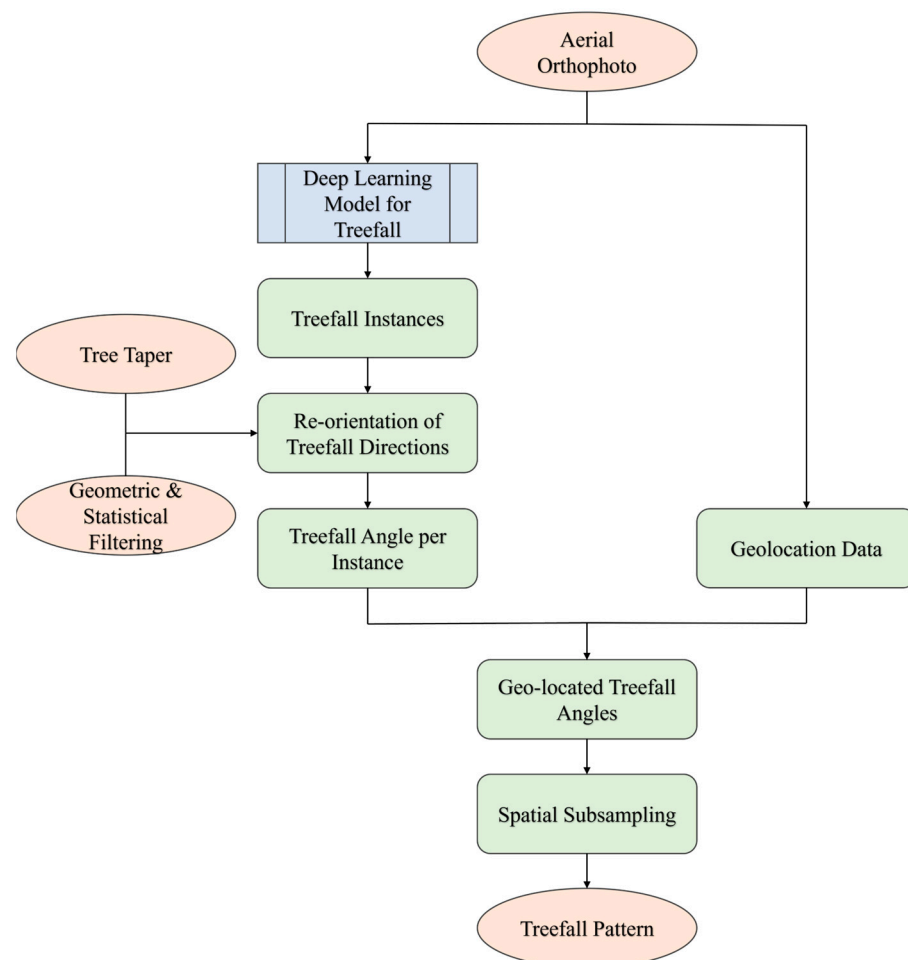 Aerial
Orthophoto
Deep Learning
Model for
Treefall
Treefall Instances
Tree Taper
Re-orientation of
Treefall Directions
Geometric &
Statistical
Filtering
Treefall Angle per
Instance
Geolocation Data
Geo-located Treefall
Angles
Spatial Subsampling
Treefall Pattern